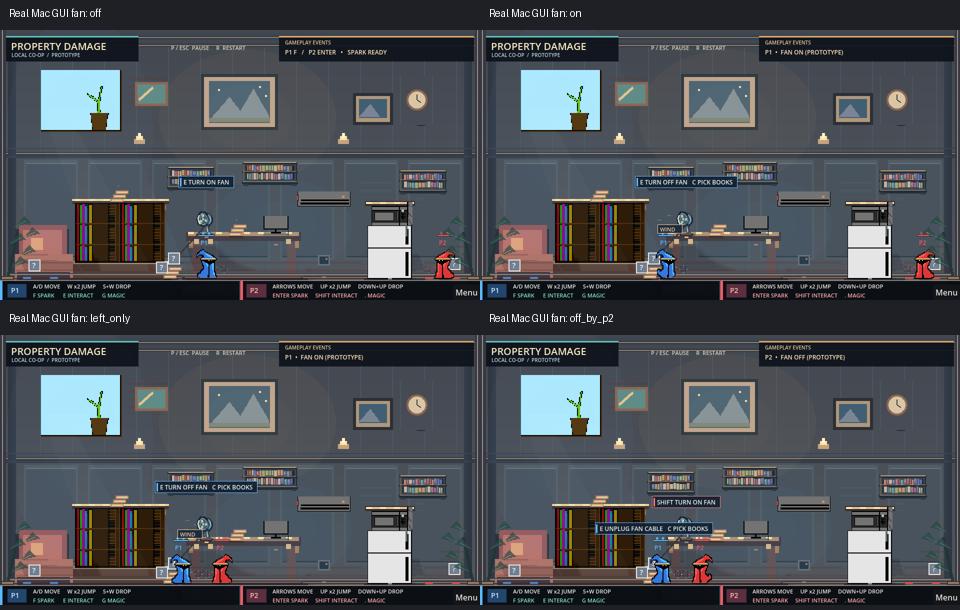 Real Mac GUI fan: off
PROPERTY DAMAGE
LOCAL CO-OP / PROTOTYPE
P / ESC PAUSE R RESTART
GAMEPLAY EVENTS
P1 F / P2 ENTER • SPARK READY
E TURN ON FAN
P1
P2
?
?
?
?
P1
A/D MOVE W x2 JUMP S+W DROP
F SPARK E INTERACT G MAGIC
P2
ARROWS MOVE UP x2 JUMP DOWN+UP DROP
ENTER SPARK SHIFT INTERACT . MAGIC
Menu
Real Mac GUI fan: on
PROPERTY DAMAGE
LOCAL CO-OP / PROTOTYPE
P / ESC PAUSE R RESTART
GAMEPLAY EVENTS
P1 • FAN ON (PROTOTYPE)
E TURN OFF FAN C PICK BOOKS
WIND
P2
?
?
?
?
P1
A/D MOVE W x2 JUMP S+W DROP
F SPARK E INTERACT G MAGIC
P2
ARROWS MOVE UP x2 JUMP DOWN+UP DROP
ENTER SPARK SHIFT INTERACT . MAGIC
Menu
Real Mac GUI fan: left_only
PROPERTY DAMAGE
LOCAL CO-OP / PROTOTYPE
P / ESC PAUSE R RESTART
GAMEPLAY EVENTS
P1 • FAN ON (PROTOTYPE)
E TURN OFF FAN C PICK BOOKS
WIND
P1
P2
?
?
?
P1
A/D MOVE W x2 JUMP S+W DROP
F SPARK E INTERACT G MAGIC
P2
ARROWS MOVE UP x2 JUMP DOWN+UP DROP
ENTER SPARK SHIFT INTERACT . MAGIC
Menu
Real Mac GUI fan: off_by_p2
PROPERTY DAMAGE
LOCAL CO-OP / PROTOTYPE
P / ESC PAUSE R RESTART
GAMEPLAY EVENTS
P2 • FAN OFF (PROTOTYPE)
SHIFT TURN ON FAN
E UNPLUG FAN CABLE C PICK BOOKS
P1
P2
?
?
?
P1
A/D MOVE W x2 JUMP S+W DROP
F SPARK E INTERACT G MAGIC
P2
ARROWS MOVE UP x2 JUMP DOWN+UP DROP
ENTER SPARK SHIFT INTERACT . MAGIC
Menu